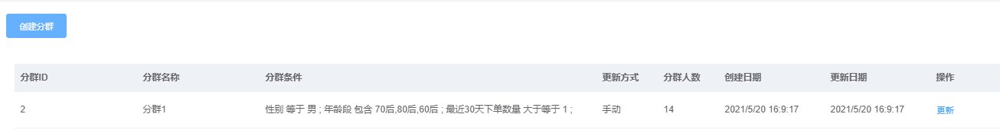 创建分群
分群ID 分群名称 分群条件 更新方式 分群人数 创建日期 更新日期 操作
2 分群1 性别 等于 男 ; 年龄段 包含 70后,80后,60后 ; 最近30天下单数量 大于等于 1 ; 手动 14 2021/5/20 16:9:17 2021/5/20 16:9:17 更新